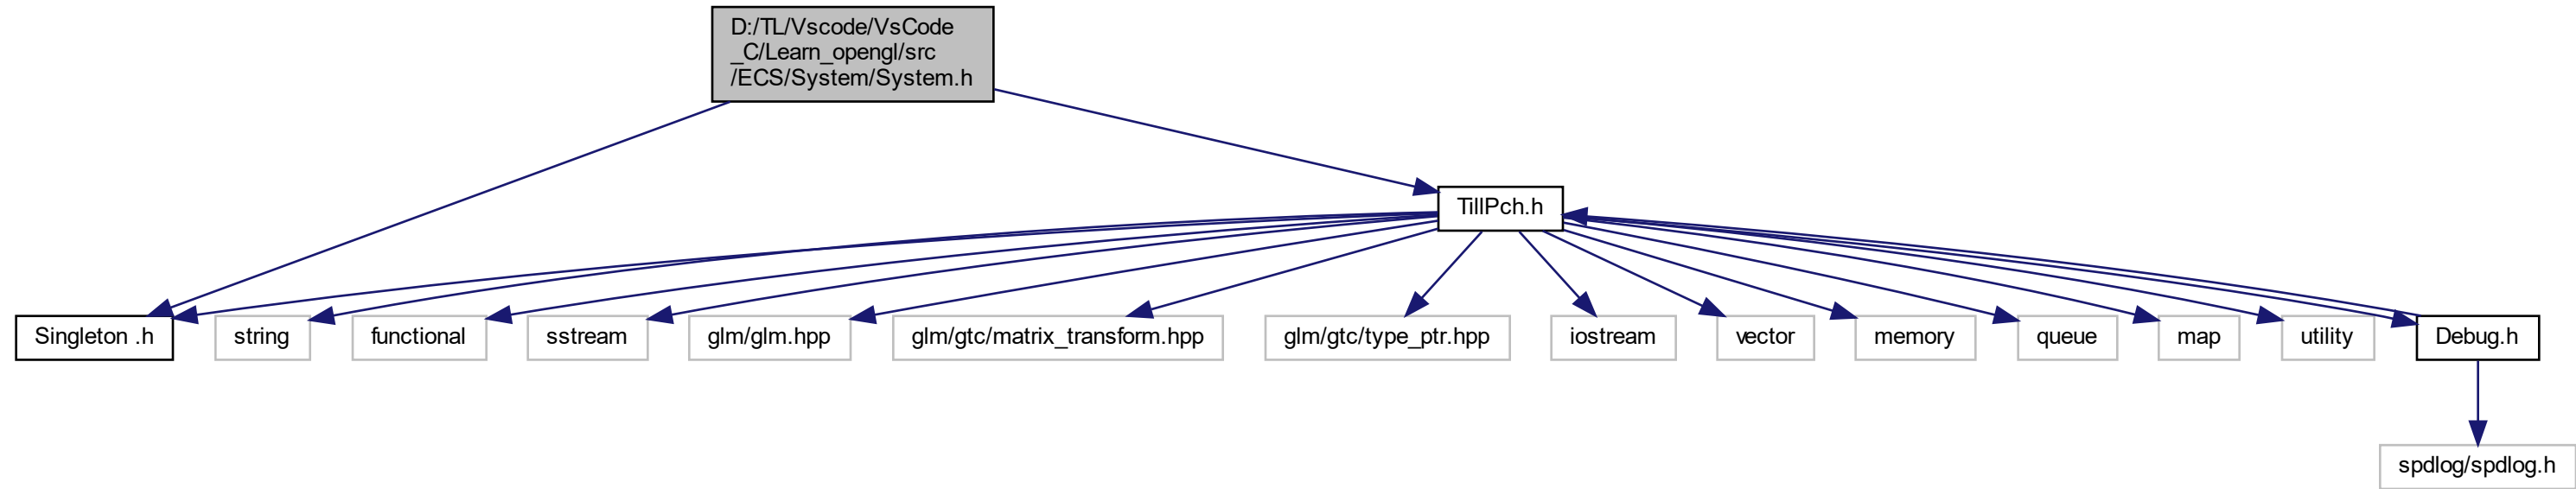 D:/TL/Vscode/VsCode
_C/Learn_opengl/src
/ECS/System/System.h
TillPch.h
Singleton .h
string
functional
sstream
glm/glm.hpp
glm/gtc/matrix_transform.hpp
glm/gtc/type_ptr.hpp
iostream
vector
memory
queue
map
utility
Debug.h
spdlog/spdlog.h